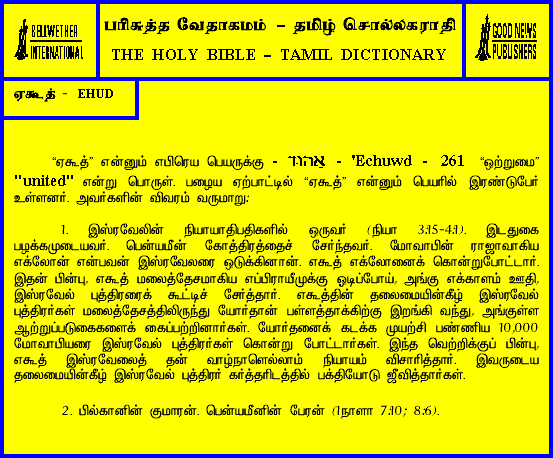 BELLWETHER
INTERNATIONAL
பரிசுத்த வேதாகமம் – தமிழ் சொல்லகராதி
THE HOLY BIBLE – TAMIL DICTIONARY
GOOD NEWS
PUBLISHERS
ஏகூத் - EHUD
“ஏகூத்” என்னும் எபிரெய பெயருக்கு - אהוד - 'Echuwd - 261 “ஒற்றுமை”
"united" என்று பொருள். பழைய ஏற்பாட்டில் “ஏகூத்” என்னும் பெயரில் இரண்டுபேர்
உள்ளனர். அவர்களின் விவரம் வருமாறு:
1. இஸ்ரவேலின் நியாயாதிபதிகளில் ஒருவர் (நியா 3:15-4:1). இடதுகை
பழக்கமுடையவர். பென்யமீன் கோத்திரத்தைச் சேர்ந்தவர். மோவாபின் ராஜாவாகிய
எக்லோன் என்பவன் இஸ்ரவேலரை ஒடுக்கினான். ஏகூத் எக்லோனைக் கொன்றுபோட்டார்.
இதன் பின்பு, ஏகூத் மலைத்தேசமாகிய எப்பிராயீமுக்கு ஓடிப்போய், அங்கு எக்காளம் ஊதி,
இஸ்ரவேல் புத்திரரைக் கூட்டிச் சேர்த்தார். ஏகூத்தின் தலைமையின்கீழ் இஸ்ரவேல்
புத்திரர்கள் மலைத்தேசத்திலிருந்து யோர்தான் பள்ளத்தாக்கிற்கு இறங்கி வந்து, அங்குள்ள
ஆற்றுப்படுகைகளைக் கைப்பற்றினார்கள். யோர்தனைக் கடக்க முயற்சி பண்ணிய 10,000
மோவாபியரை இஸ்ரவேல் புத்திரர்கள் கொன்று போட்டார்கள். இந்த வெற்றிக்குப் பின்பு,
ஏகூத் இஸ்ரவேலைத் தன் வாழ்நாளெல்லாம் நியாயம் விசாரித்தார். இவருடைய
தலைமையின்கீழ் இஸ்ரவேல் புத்திரர் கர்த்தரிடத்தில் பக்தியோடு ஜீவித்தார்கள்.
2. பில்கானின் குமாரன். பென்யமீனின் பேரன் (1நாளா 7:10; 8:6).